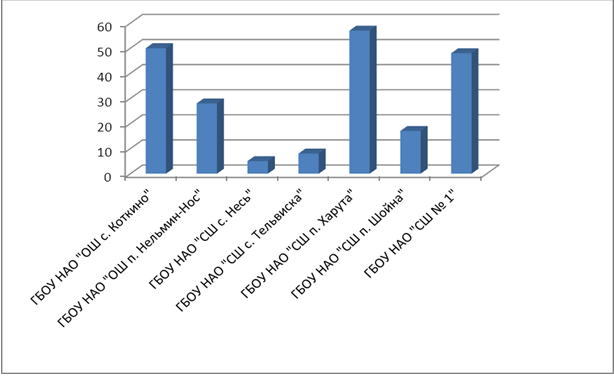 60
50
40
30
20
10
0
ГБОУ НАО "ОШ с. Коткино"
ГБОУ НАО "ОШ п. Нельмин-Нос"
ГБОУ НАО "СШ с. Несь"
ГБОУ НАО "СШ с. Тельвиска"
ГБОУ НАО "СШ п. Харута"
ГБОУ НАО "СШ п. Шойна"
ГБОУ НАО "СШ № 1"